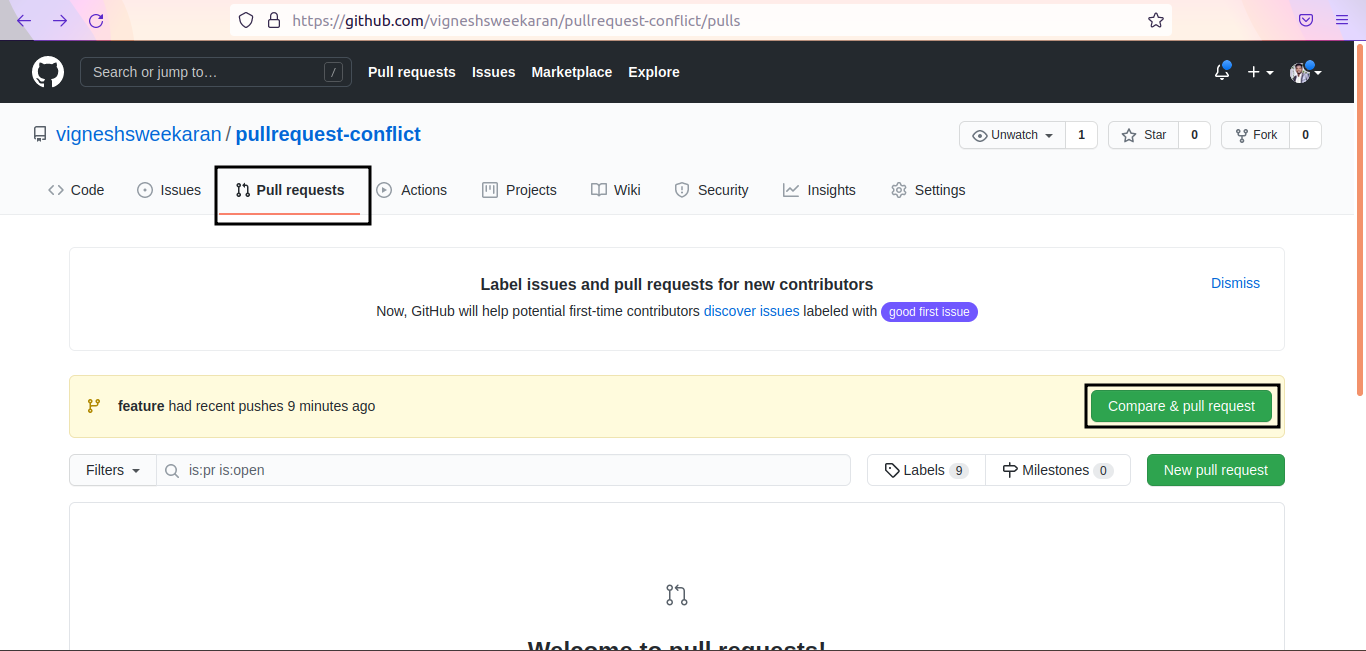 https://github.com/vigneshsweekaran/pullrequest-conflict/pulls
Search or jump to… / Pull requests Issues Marketplace Explore
vigneshsweekaran / pullrequest-conflict Unwatch 1 Star 0 Fork 0
Code Issues Pull requests Actions Projects Wiki Security Insights Settings
Label issues and pull requests for new contributors Dismiss
Now, GitHub will help potential first-time contributors discover issues labeled with good first issue
feature had recent pushes 9 minutes ago Compare & pull request
Filters is:pr is:open Labels 9 Milestones 0 New pull request
Welcome to pull requests!